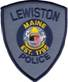 LEWISTON
MAINE
EST. 1795
POLICE